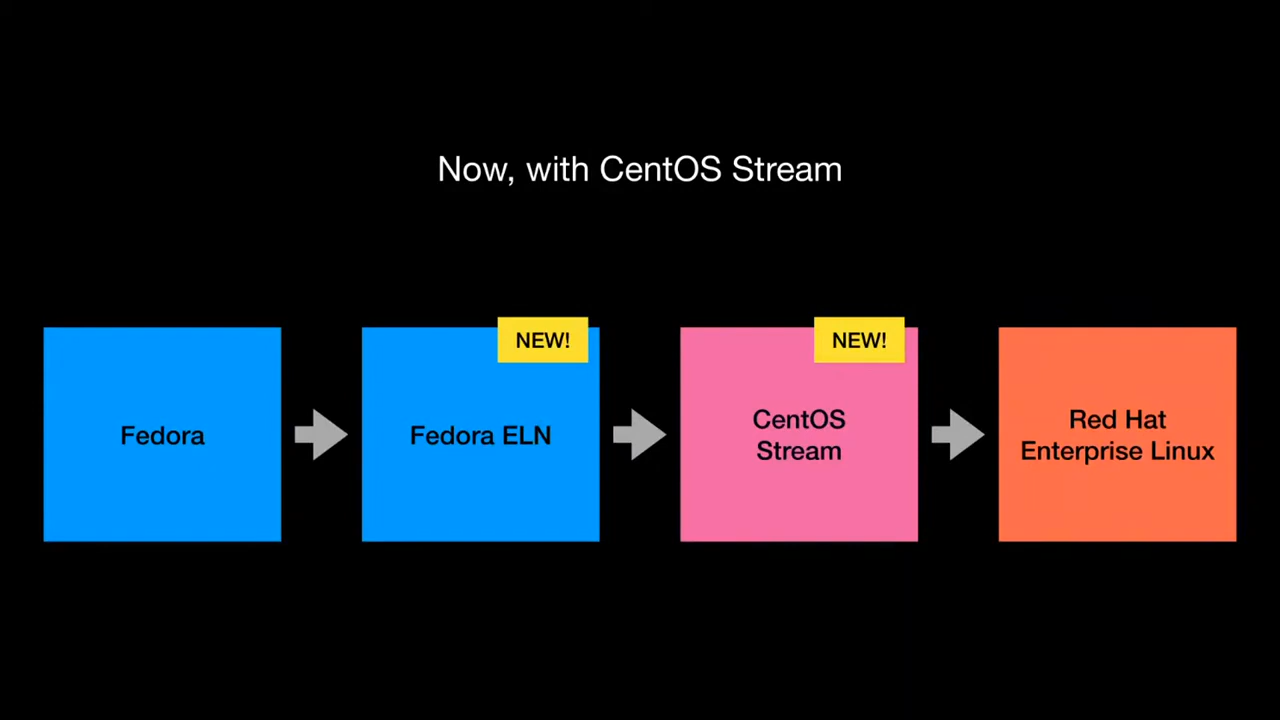 Now, with CentOS Stream
Fedora
NEW!
Fedora ELN
NEW!
CentOS
Stream
Red Hat
Enterprise Linux